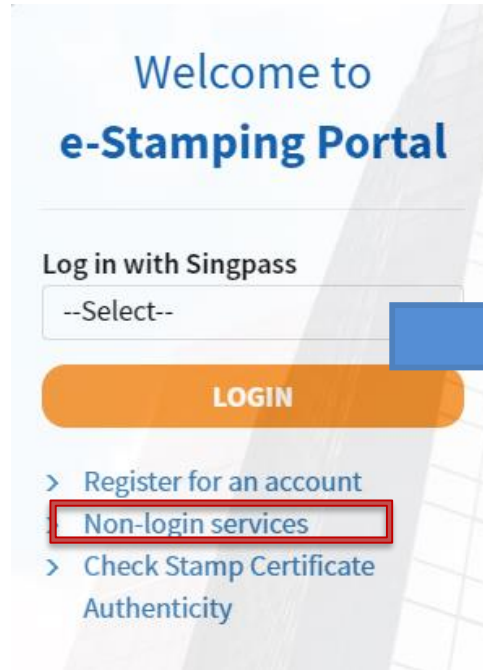 Welcome to
e-Stamping Portal
Log in with Singpass
--Select--
LOGIN
> Register for an account
> Non-login services
> Check Stamp Certificate
Authenticity